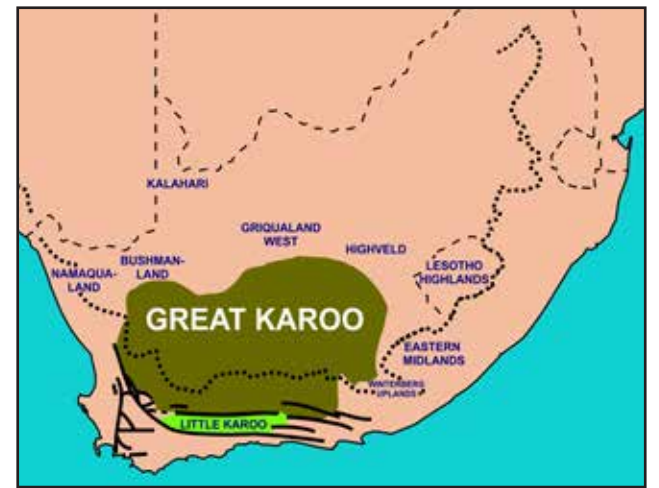 KALAHARI
GRIQUALAND
WEST
HIGHVELD
BUSHMAN-
LAND
NAMAQUA-
LAND
LESOTHO
HIGHLANDS
GREAT KAROO
EASTERN
MIDLANDS
WINTERBERG
UPLANDS
LITTLE KAROO